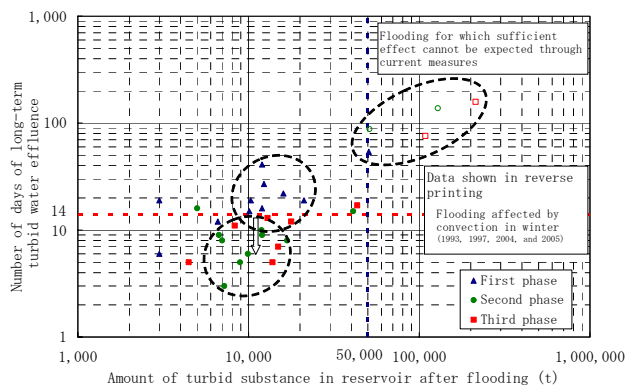 1,000
100
14
10
1
Number of days of long-term
turbid water effluence
Flooding for which sufficient
effect cannot be expected through
current measures
Data shown in reverse
printing
Flooding affected by
convection in winter
(1993, 1997, 2004, and 2005)
First phase
Second phase
Third phase
1,000
10,000
50,000
100,000
1,000,000
Amount of turbid substance in reservoir after flooding (t)